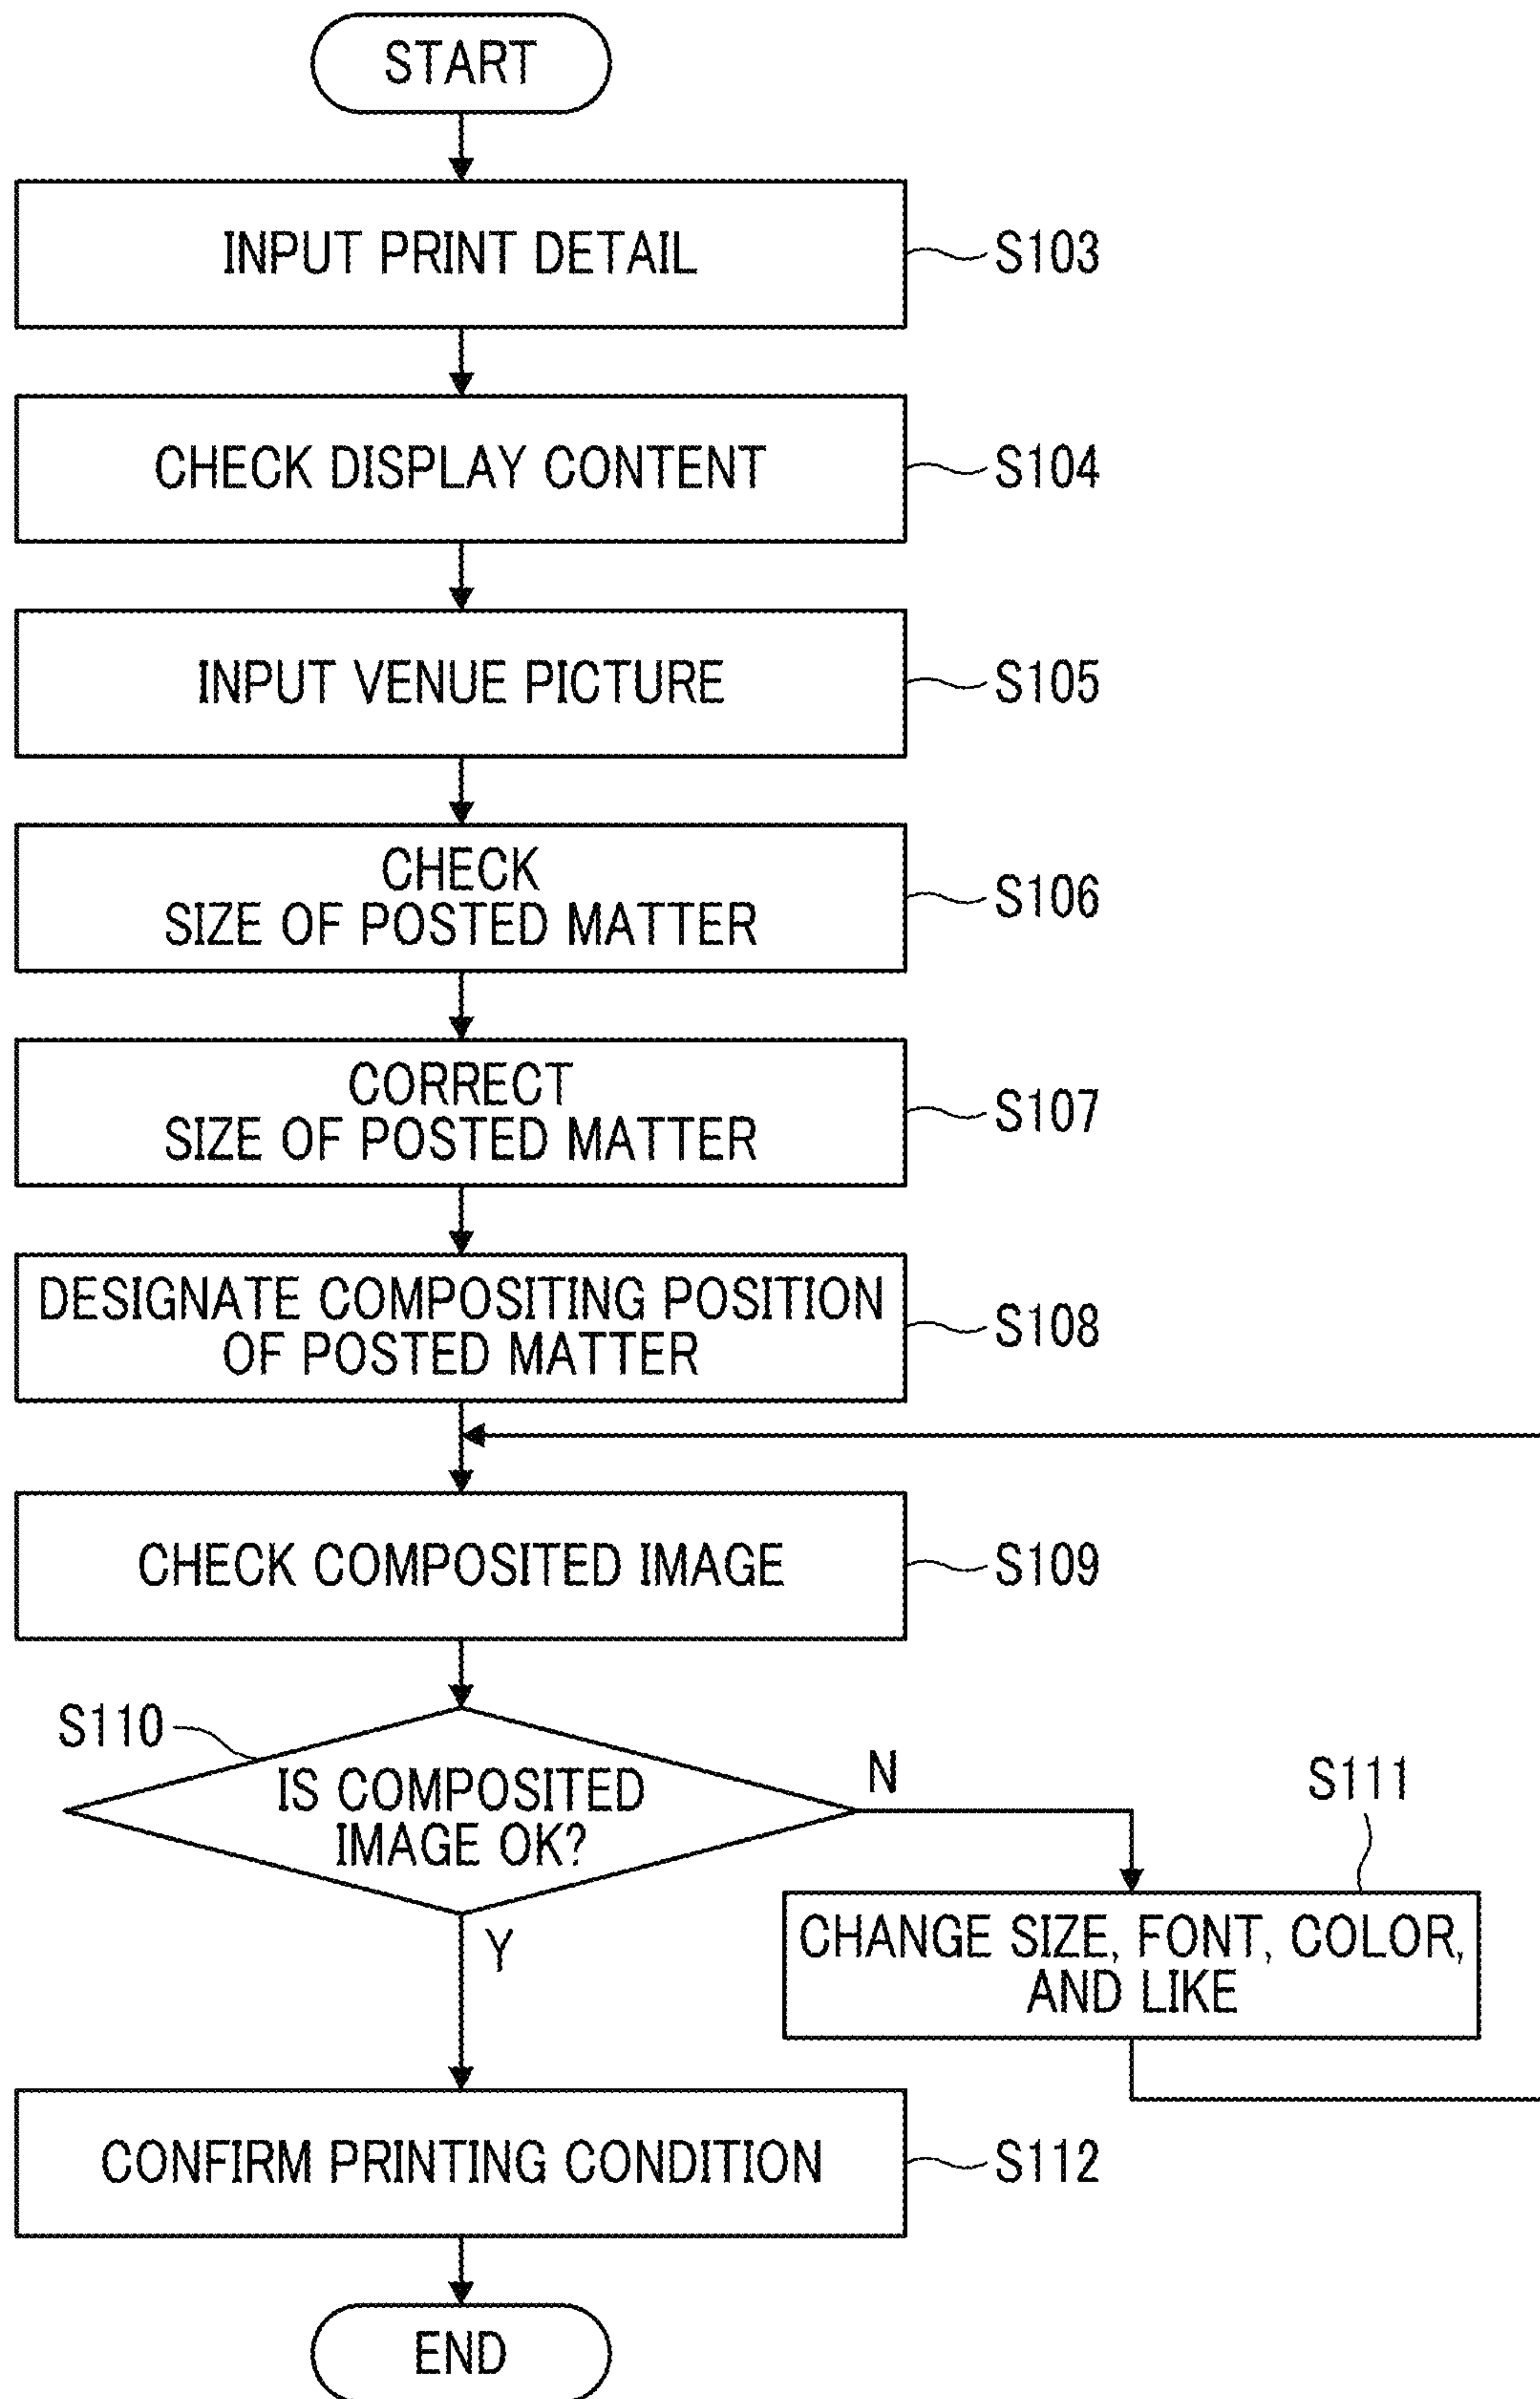 START
INPUT PRINT DETAIL
S103
CHECK DISPLAY CONTENT
S104
INPUT VENUE PICTURE
S105
CHECK
SIZE OF POSTED MATTER
S106
CORRECT
SIZE OF POSTED MATTER
S107
DESIGNATE COMPOSITING POSITION
OF POSTED MATTER
S108
CHECK COMPOSITED IMAGE
S109
S110
IS COMPOSITED
IMAGE OK?
N
Y
S111
CHANGE SIZE, FONT, COLOR,
AND LIKE
CONFIRM PRINTING CONDITION
S112
END